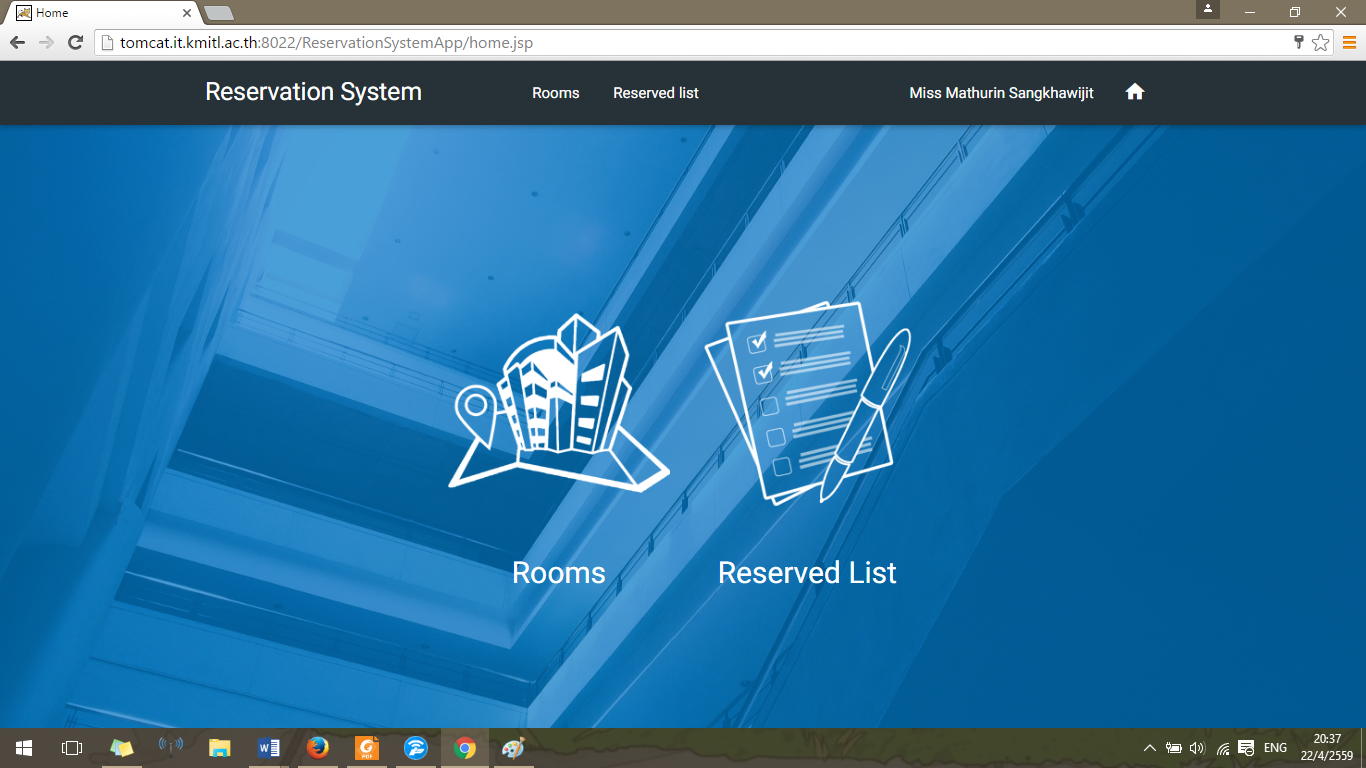 Home
tomcat.it.kmitl.ac.th:8022/ReservationSystemApp/home.jsp
Reservation System
Rooms
Reserved list
Miss Mathurin Sangkhawijit
Rooms
Reserved List
W
PDF
ENG
20:37
22/4/2559